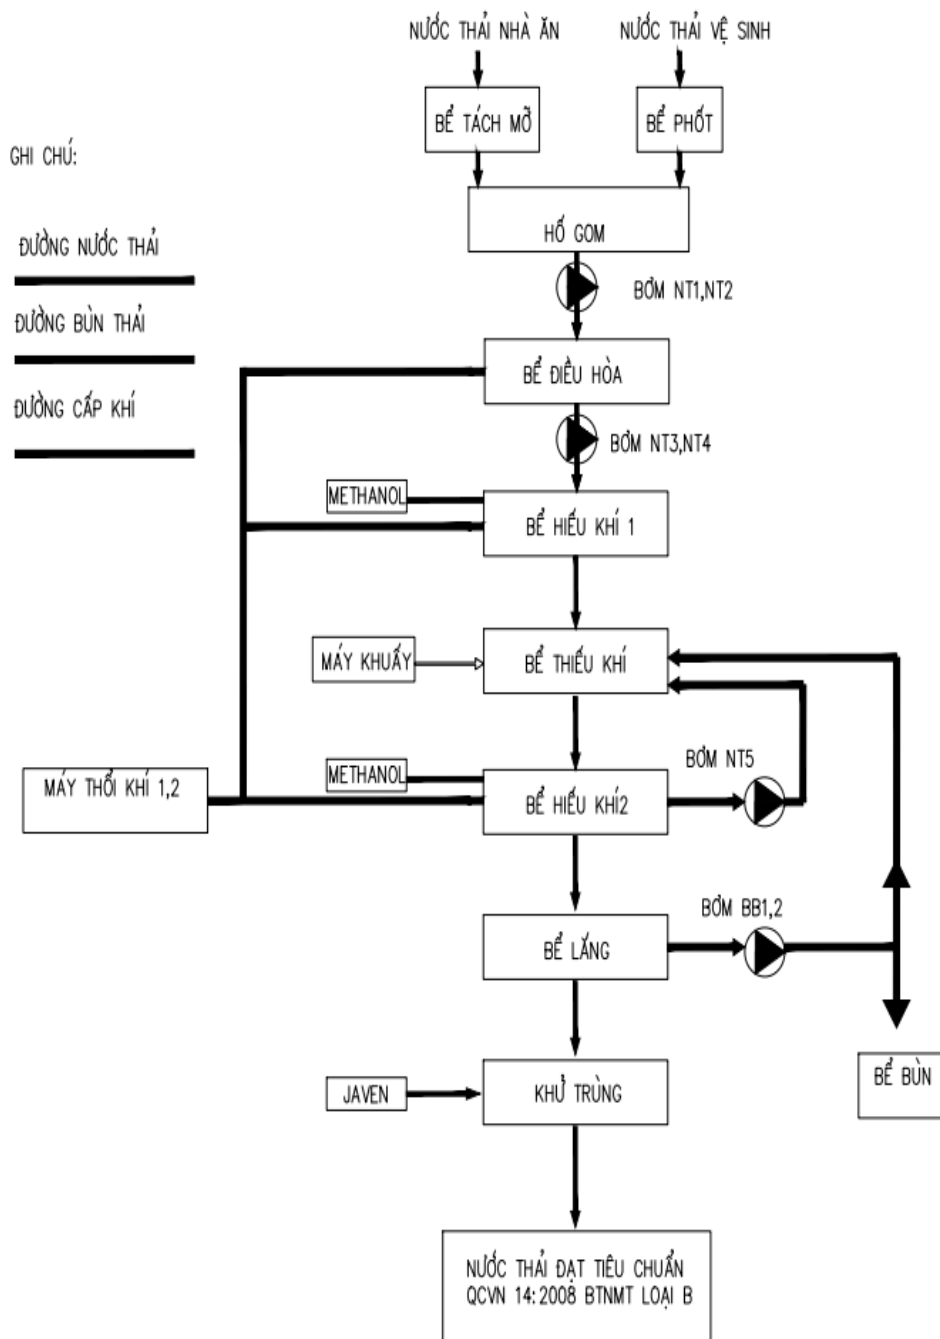 NƯỚC THẢI NHÀ ĂN
NƯỚC THẢI VỆ SINH
BỂ TÁCH MỠ
BỂ PHỐT
GHI CHÚ:
HỐ GOM
ĐƯỜNG NƯỚC THẢI
BƠM NT1,NT2
ĐƯỜNG BÙN THẢI
BỂ ĐIỀU HÒA
ĐƯỜNG CẤP KHÍ
BƠM NT3,NT4
METHANOL
BỂ HIẾU KHÍ 1
MÁY KHUẤY
BỂ THIẾU KHÍ
BƠM NT5
METHANOL
MÁY THỔI KHÍ 1,2
BỂ HIẾU KHÍ2
BƠM BB1,2
BỂ LẮNG
BỂ BÙN
JAVEN
KHỬ TRÙNG
NƯỚC THẢI ĐẠT TIÊU CHUẨN
QCVN 14:2008 BTNMT LOẠI B